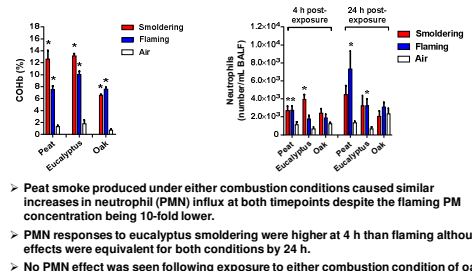 4 h post-exposure
24 h post-exposure
18
16
14
12
10
8
6
4
2
0
COHb (%)
Smoldering
Flaming
Air
* * * * * *
Peat
Eucalyptus
Oak
1.2×10⁴
1.0×10⁴
8.0×10³
6.0×10³
4.0×10³
2.0×10³
0
Neutrophils
(number/mL BALF)
Smoldering
Flaming
Air
** * * *
Peat
Eucalyptus
Oak
Peat
Eucalyptus
Oak
➢ Peat smoke produced under either combustion conditions caused similar
increases in neutrophil (PMN) influx at both timepoints despite the flaming PM
concentration being 10-fold lower.
➢ PMN responses to eucalyptus smoldering were higher at 4 h than flaming althou
effects were equivalent for both conditions by 24 h.
➢ No PMN effect was seen following exposure to either combustion condition of